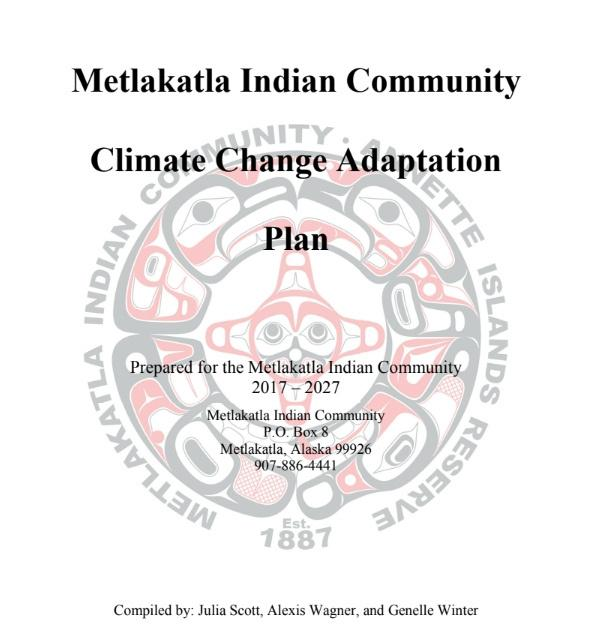 Metlakatla Indian Community
Climate Change Adaptation
Plan
METLAKATLA INDIAN COMMUNITY · ANNETTE ISLANDS RESERVE
Prepared for the Metlakatla Indian Community
2017 – 2027
Metlakatla Indian Community
P.O. Box 8
Metlakatla, Alaska 99926
907-886-4441
Est.
1887
Compiled by: Julia Scott, Alexis Wagner, and Genelle Winter